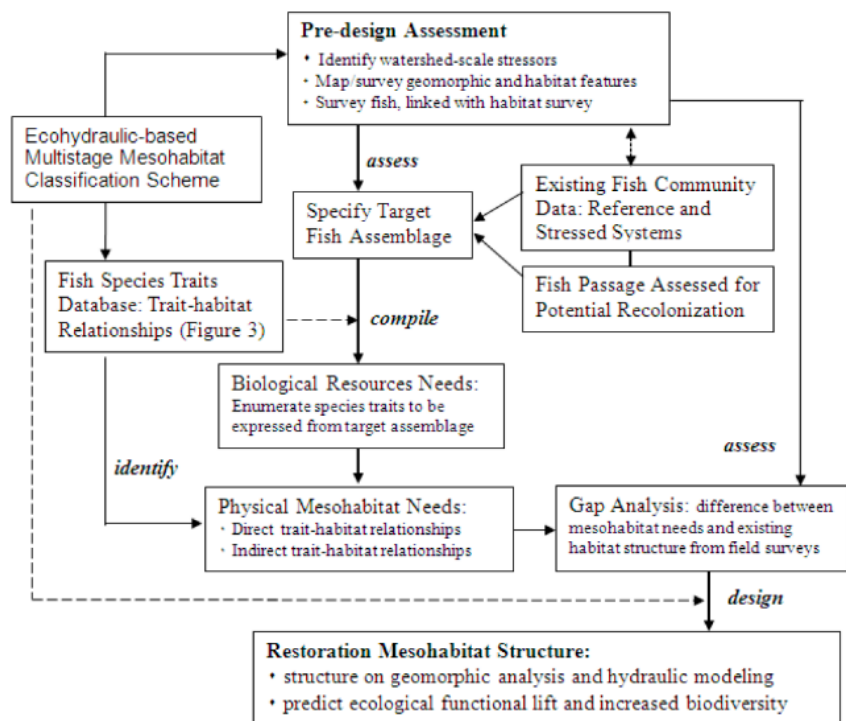 Pre-design Assessment
• Identify watershed-scale stressors
· Map/survey geomorphic and habitat features
· Survey fish, linked with habitat survey
Ecohydraulic-based
Multistage Mesohabitat
Classification Scheme
assess
Specify Target
Fish Assemblage
Existing Fish Community
Data: Reference and
Stressed Systems
Fish Passage Assessed for
Potential Recolonization
Fish Species Traits
Database: Trait-habitat
Relationships (Figure 3)
compile
Biological Resources Needs:
Enumerate species traits to be
expressed from target assemblage
identify
assess
Physical Mesohabitat Needs:
· Direct trait-habitat relationships
· Indirect trait-habitat relationships
Gap Analysis: difference between
mesohabitat needs and existing
habitat structure from field surveys
design
Restoration Mesohabitat Structure:
• structure on geomorphic analysis and hydraulic modeling
• predict ecological functional lift and increased biodiversity